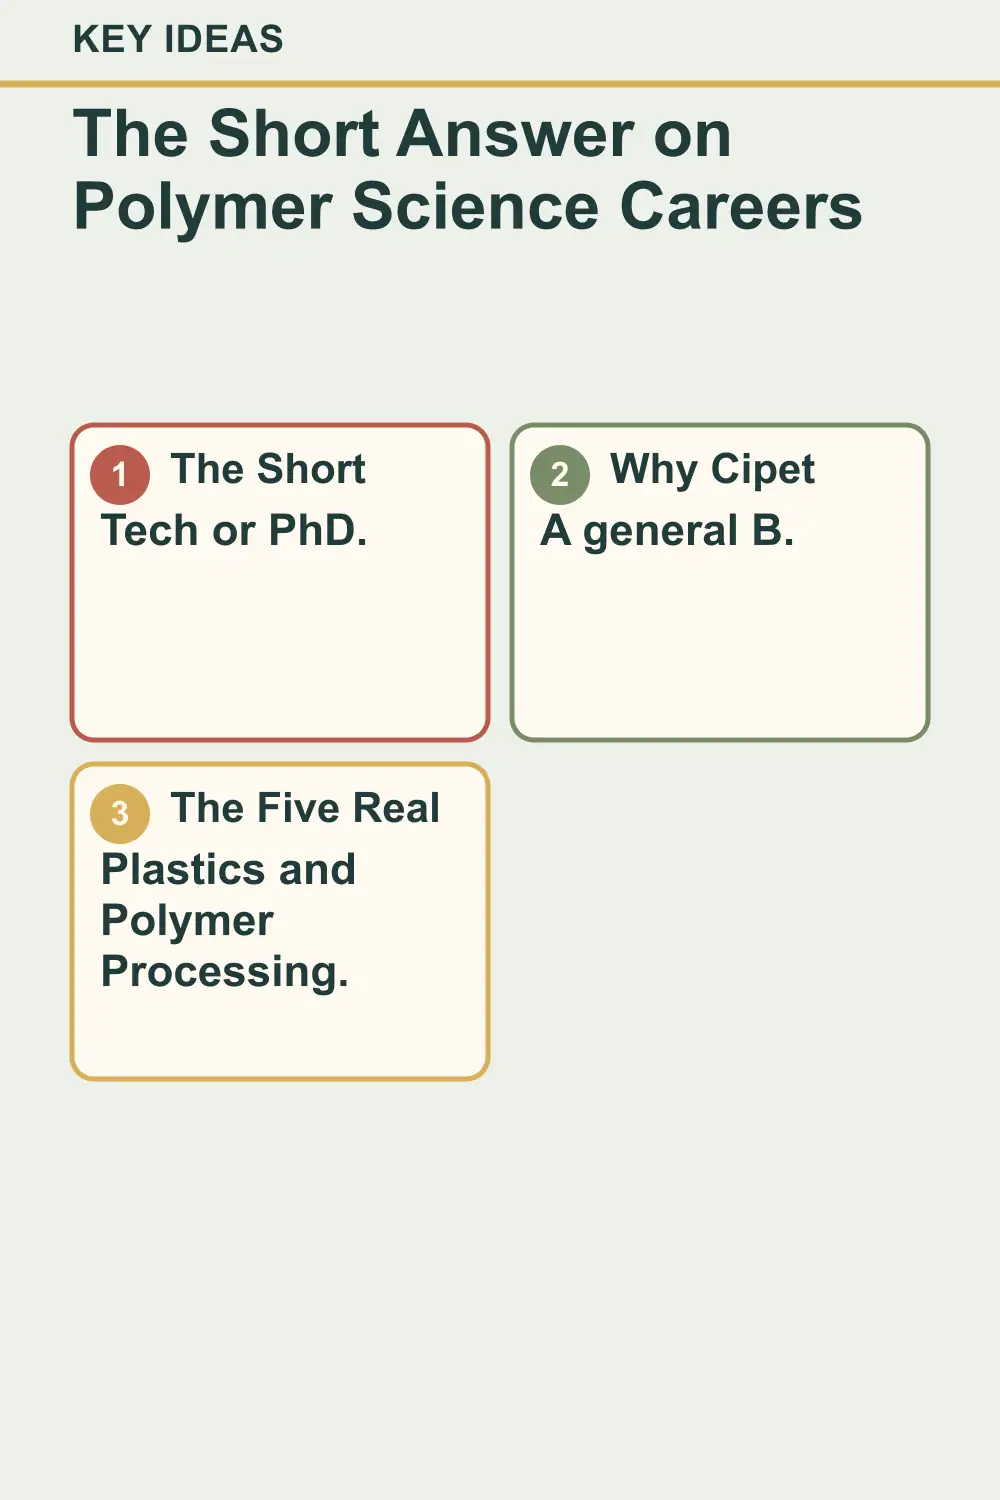 KEY IDEAS
The Short Answer on
Polymer Science Careers
1 The Short
Tech or PhD.
2 Why Cipet
A general B.
3 The Five Real
Plastics and
Polymer
Processing.